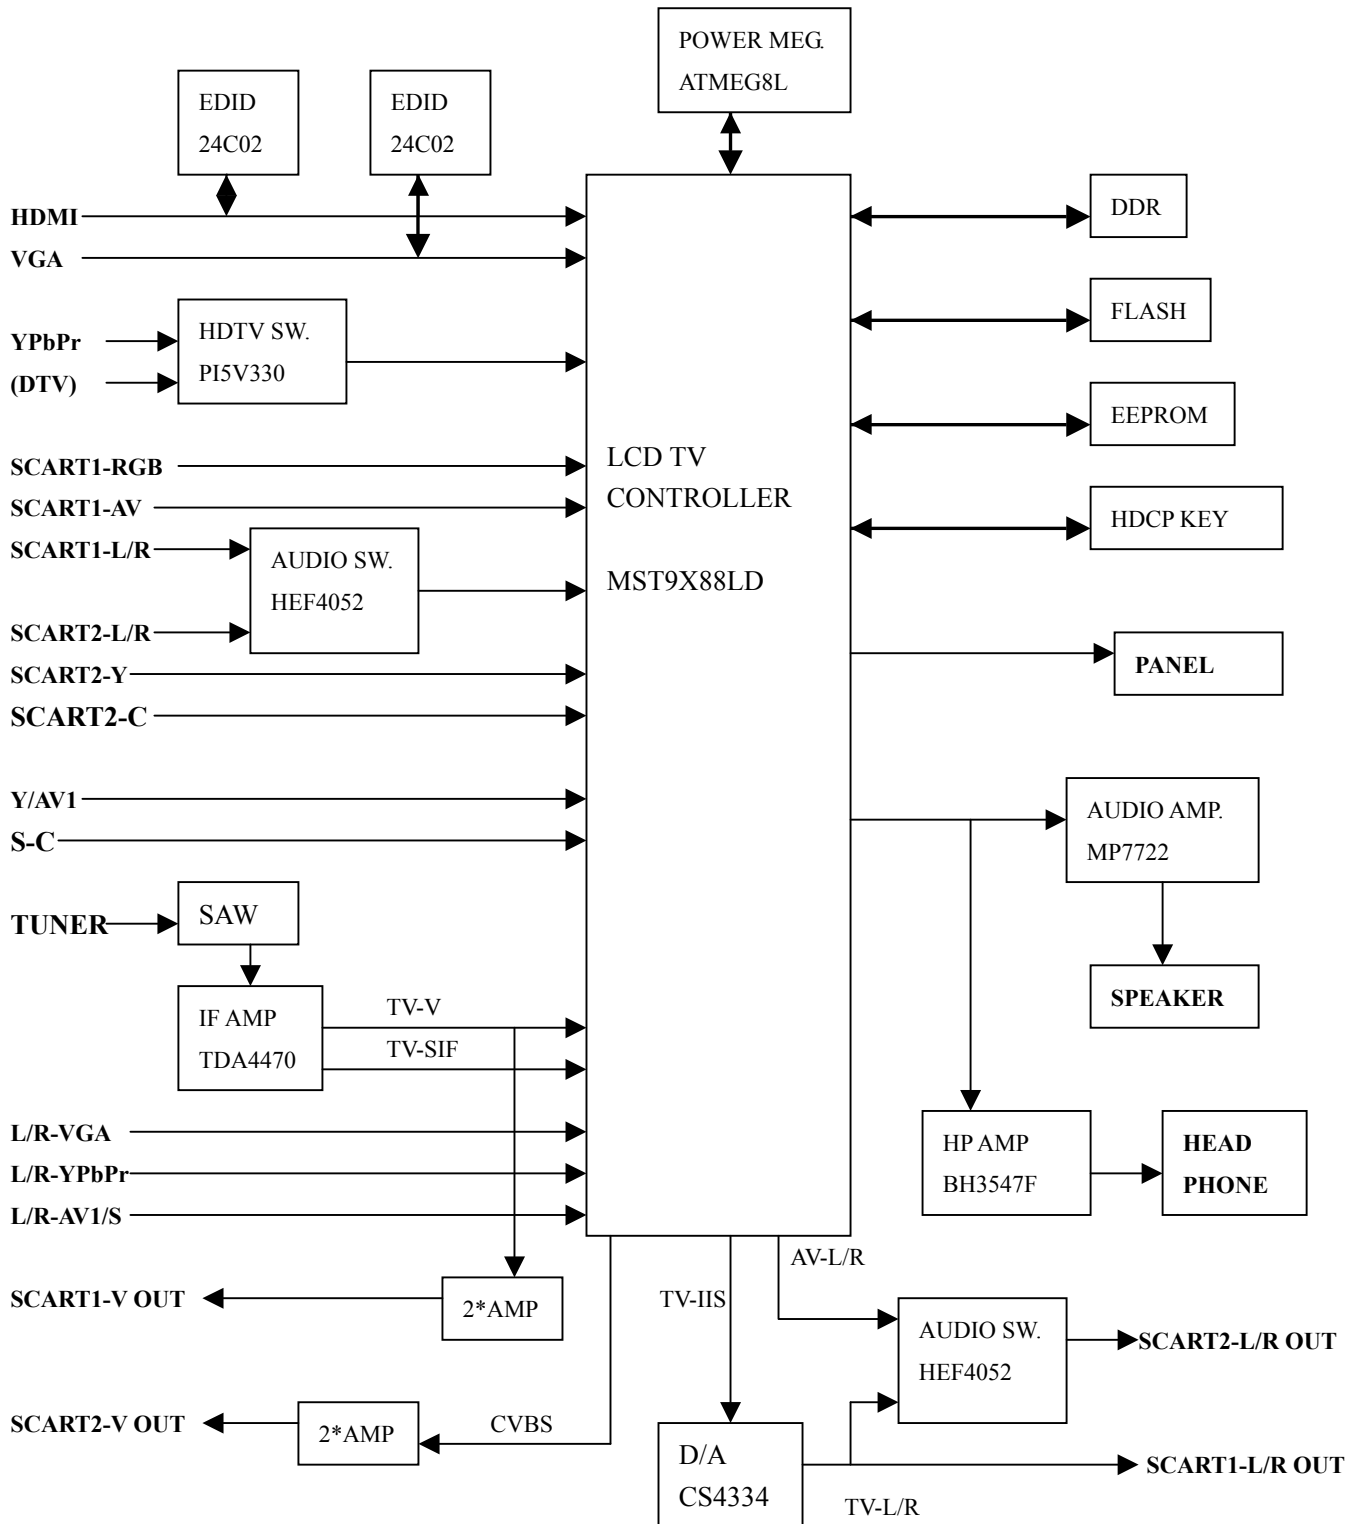 POWER MEG.
ATMEG8L
EDID
24C02
EDID
24C02
HDMI
VGA
DDR
HDTV SW.
PI5V330
YPbPr
(DTV)
FLASH
EEPROM
LCD TV
CONTROLLER
MST9X88LD
SCART1-RGB
SCART1-AV
SCART1-L/R
AUDIO SW.
HEF4052
SCART2-L/R
SCART2-Y
SCART2-C
HDCP KEY
PANEL
Y/AV1
S-C
AUDIO AMP.
MP7722
TUNER
SAW
SPEAKER
IF AMP
TDA4470
TV-V
TV-SIF
L/R-VGA
L/R-YPbPr
L/R-AV1/S
HP AMP
BH3547F
HEAD
PHONE
AV-L/R
TV-IIS
SCART1-V OUT
2*AMP
AUDIO SW.
HEF4052
SCART2-L/R OUT
SCART2-V OUT
2*AMP
CVBS
D/A
CS4334
SCART1-L/R OUT
TV-L/R